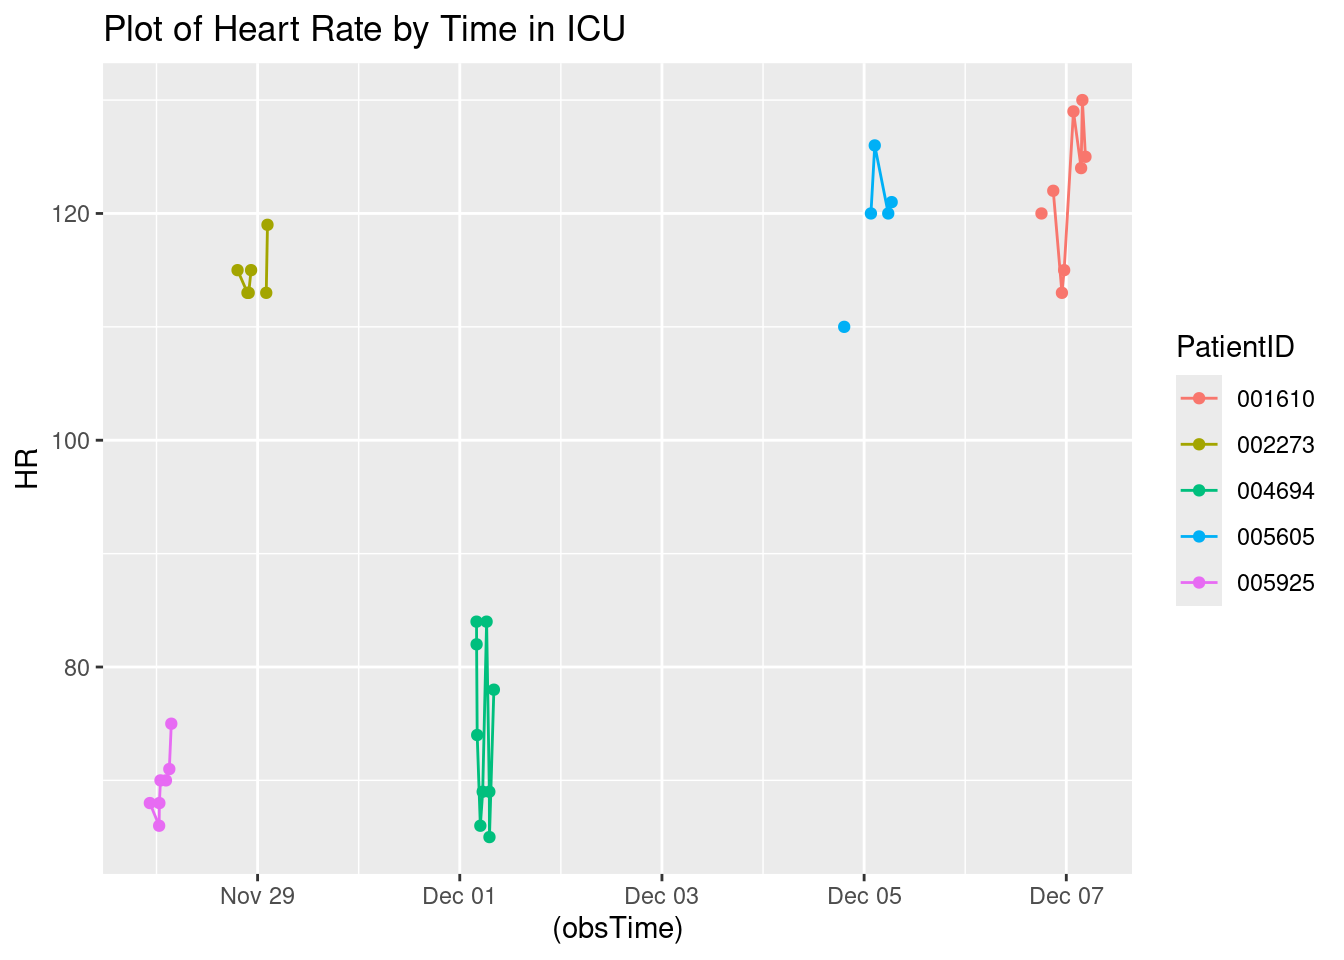 Plot of Heart Rate by Time in ICU
120
100
80
HR
Nov 29 Dec 01 Dec 03 Dec 05 Dec 07
(obsTime)
PatientID
001610
002273
004694
005605
005925